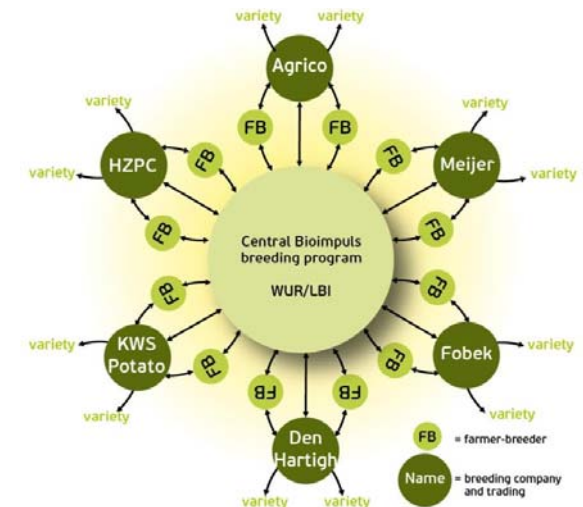 variety
variety
Agrico
FB
FB
variety
HZPC
variety
FB
FB
variety
Meijer
variety
FB
FB
Central Bioimpuls
breeding program
WUR/LBI
FB
FB
variety
KWS
Potato
variety
FB
FB
Fobek
variety
variety
FB
FB
Den
Hartigh
variety
variety
FB
= farmer-breeder
Name
= breeding company
and trading